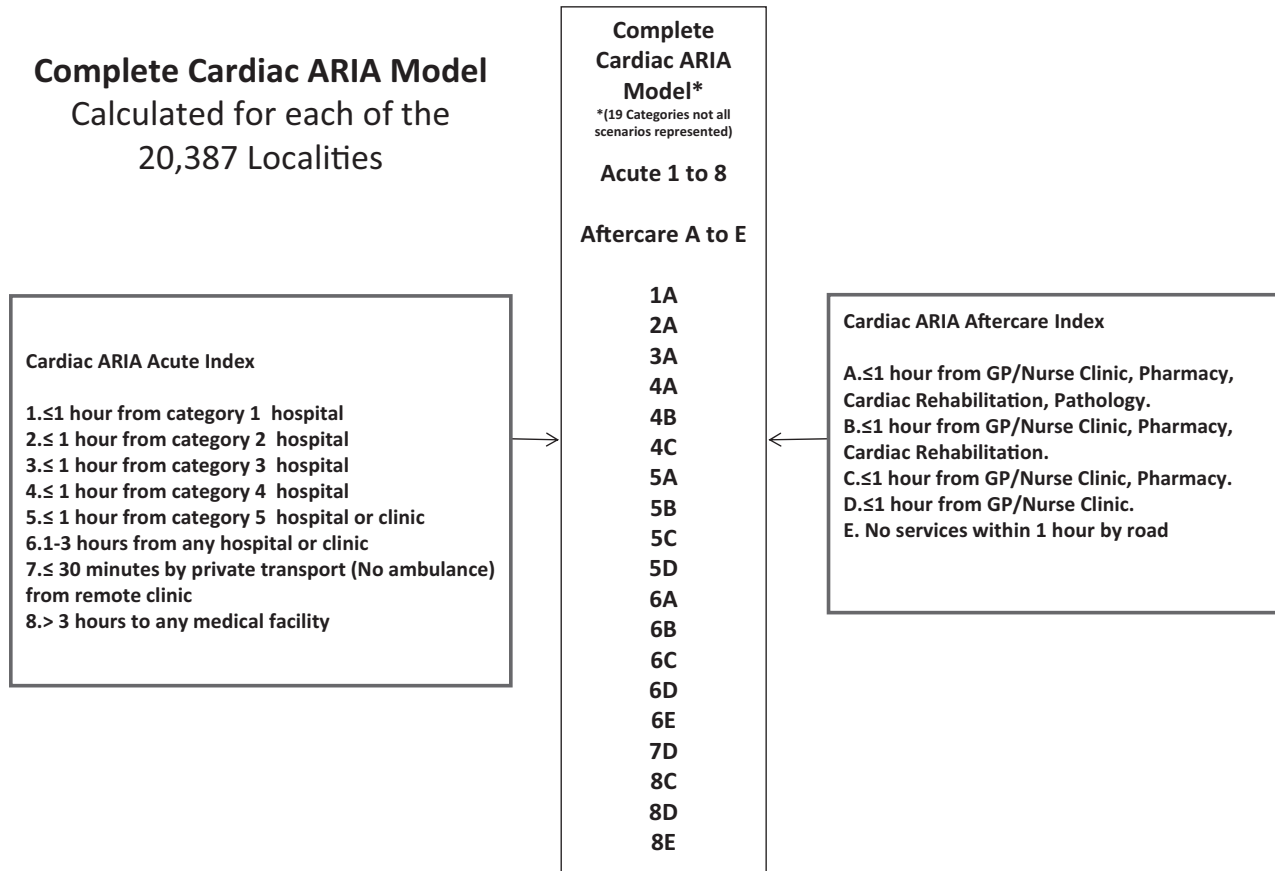 Complete Cardiac ARIA Model
Calculated for each of the
20,387 Localities
Complete
Cardiac ARIA
Model*
*(19 Categories not all
scenarios represented)
Acute 1 to 8
Aftercare A to E
1A
2A
3A
4A
4B
4C
5A
5B
5C
5D
6A
6B
6C
6D
6E
7D
8C
8D
8E
Cardiac ARIA Acute Index
1.≤1 hour from category 1 hospital
2.≤ 1 hour from category 2 hospital
3.≤ 1 hour from category 3 hospital
4.≤ 1 hour from category 4 hospital
5.≤ 1 hour from category 5 hospital or clinic
6.1-3 hours from any hospital or clinic
7.≤ 30 minutes by private transport (No ambulance)
from remote clinic
8.> 3 hours to any medical facility
Cardiac ARIA Aftercare Index
A.≤1 hour from GP/Nurse Clinic, Pharmacy,
Cardiac Rehabilitation, Pathology.
B.≤1 hour from GP/Nurse Clinic, Pharmacy,
Cardiac Rehabilitation.
C.≤1 hour from GP/Nurse Clinic, Pharmacy.
D.≤1 hour from GP/Nurse Clinic.
E. No services within 1 hour by road